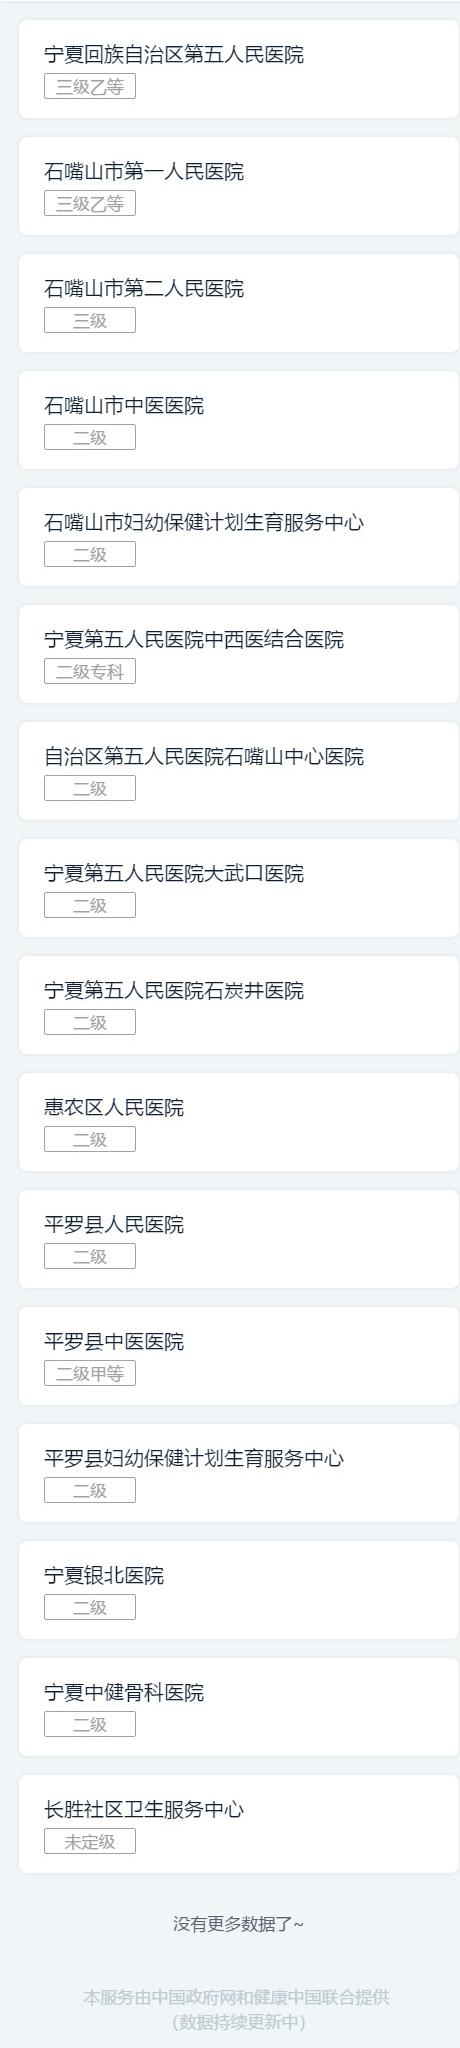 宁夏回族自治区第五人民医院
三级乙等
石嘴山市第一人民医院
三级乙等
石嘴山市第二人民医院
三级
石嘴山市中医医院
二级
石嘴山市妇幼保健计划生育服务中心
二级
宁夏第五人民医院中西医结合医院
二级专科
自治区第五人民医院石嘴山中心医院
二级
宁夏第五人民医院大武口医院
二级
宁夏第五人民医院石炭井医院
二级
惠农区人民医院
二级
平罗县人民医院
二级
平罗县中医医院
二级甲等
平罗县妇幼保健计划生育服务中心
二级
宁夏银北医院
二级
宁夏中健骨科医院
二级
长胜社区卫生服务中心
未定级
没有更多数据了~
本服务由中国政府网和健康中国联合提供
(数据持续更新中)